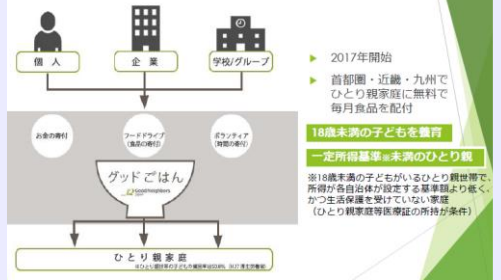 個人
企業
学校/グループ
お金の寄付
フードドライブ
(食品の寄付)
ボランティア
(時間の寄付)
グッドごはん
Good Neighbors
ひとり親家庭
▶ 2017年開始
▶ 首都圏・近畿・九州で
ひとり親家庭に無料で
毎月食品を配付
18歳未満の子どもを養育
一定所得基準※未満のひとり親
※18歳未満の子どもがいるひとり親世帯で、
所得が各自治体が設定する基準額より低く、
かつ生活保護を受けていない家庭
(ひとり親家庭等医療証の所持が条件)